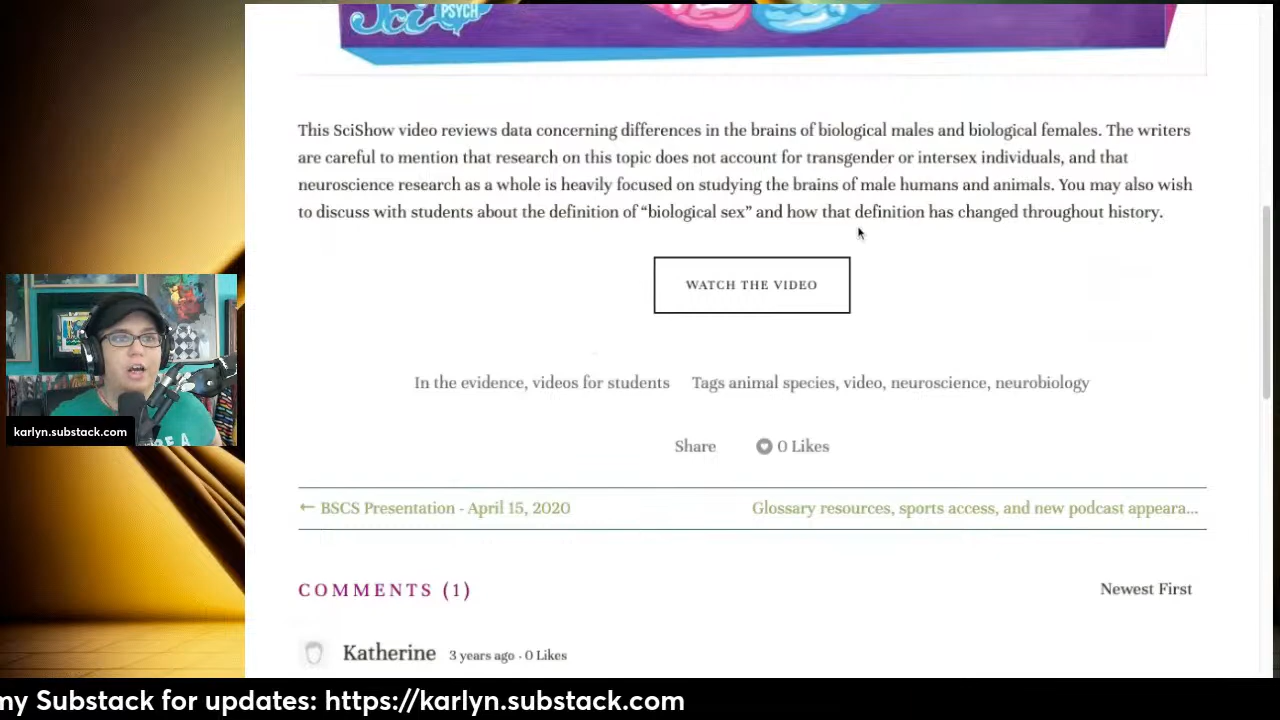 Sci
PSYCH
This SciShow video reviews data concerning differences in the brains of biological males and biological females. The writers
are careful to mention that research on this topic does not account for transgender or intersex individuals, and that
neuroscience research as a whole is heavily focused on studying the brains of male humans and animals. You may also wish
to discuss with students about the definition of “biological sex” and how that definition has changed throughout history.
WATCH THE VIDEO
In the evidence, videos for students Tags animal species, video, neuroscience, neurobiology
Share 0 Likes
← BSCS Presentation - April 15, 2020 Glossary resources, sports access, and new podcast appeara...
COMMENTS (1) Newest First
Katherine 3 years ago · 0 Likes
karlyn.substack.com
my Substack for updates: https://karlyn.substack.com